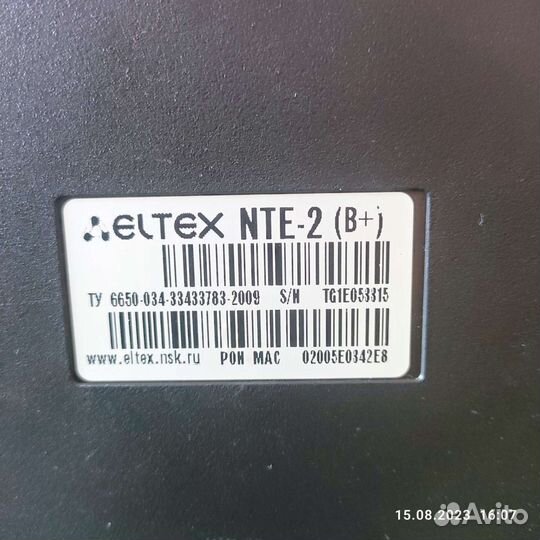 ELTEX NTE-2 (B+)
ТУ 6650-034-33433783-2009 S/N TG1E053315
www.eltex.nsk.ru PON MAC 02005E0342E8
15.08.2023 16:07
Avito